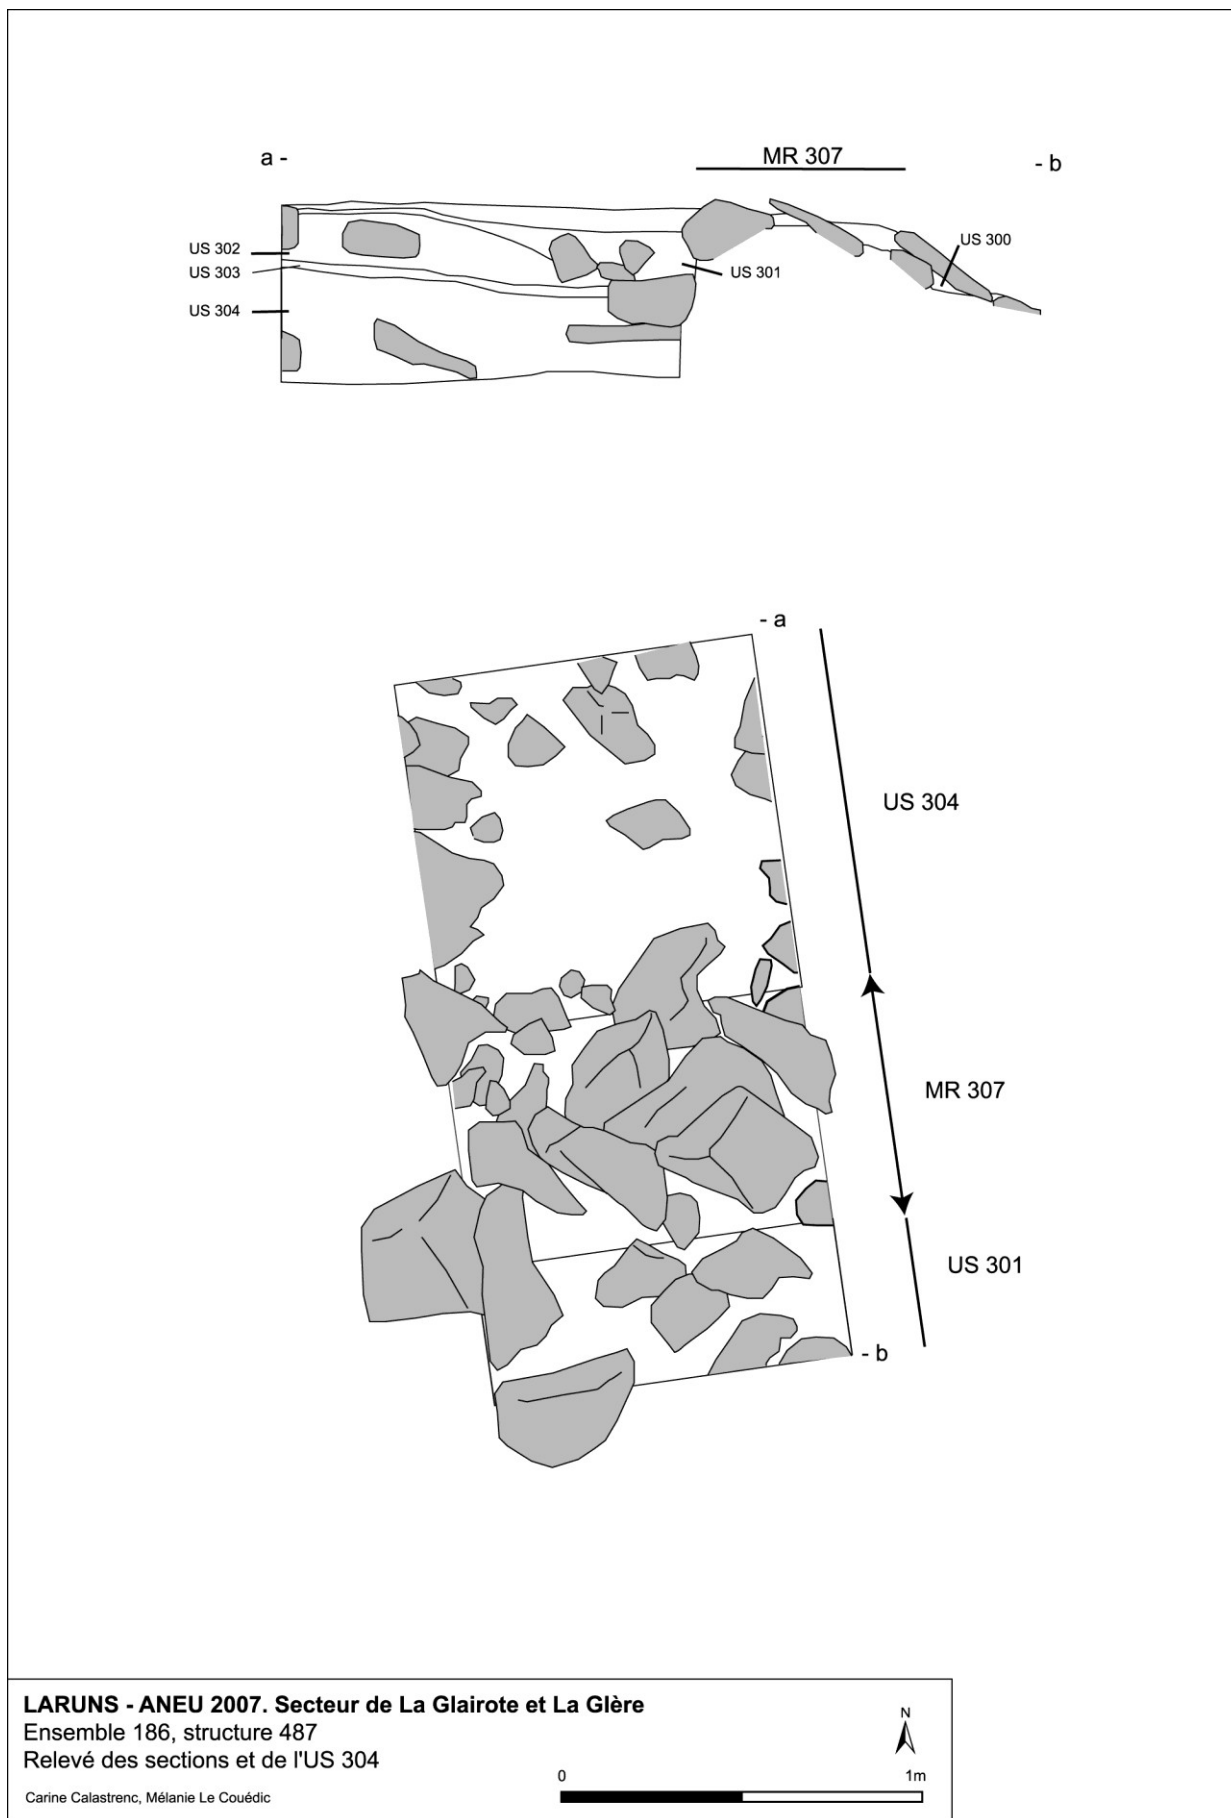 a -
MR 307
- b
US 302
US 303
US 304
US 301
US 300
- a
US 304
MR 307
US 301
- b
LARUNS - ANEU 2007. Secteur de La Glairote et La Glère
Ensemble 186, structure 487
Relevé des sections et de l'US 304
Carine Calastrenc, Mélanie Le Couédic
N
0 1m